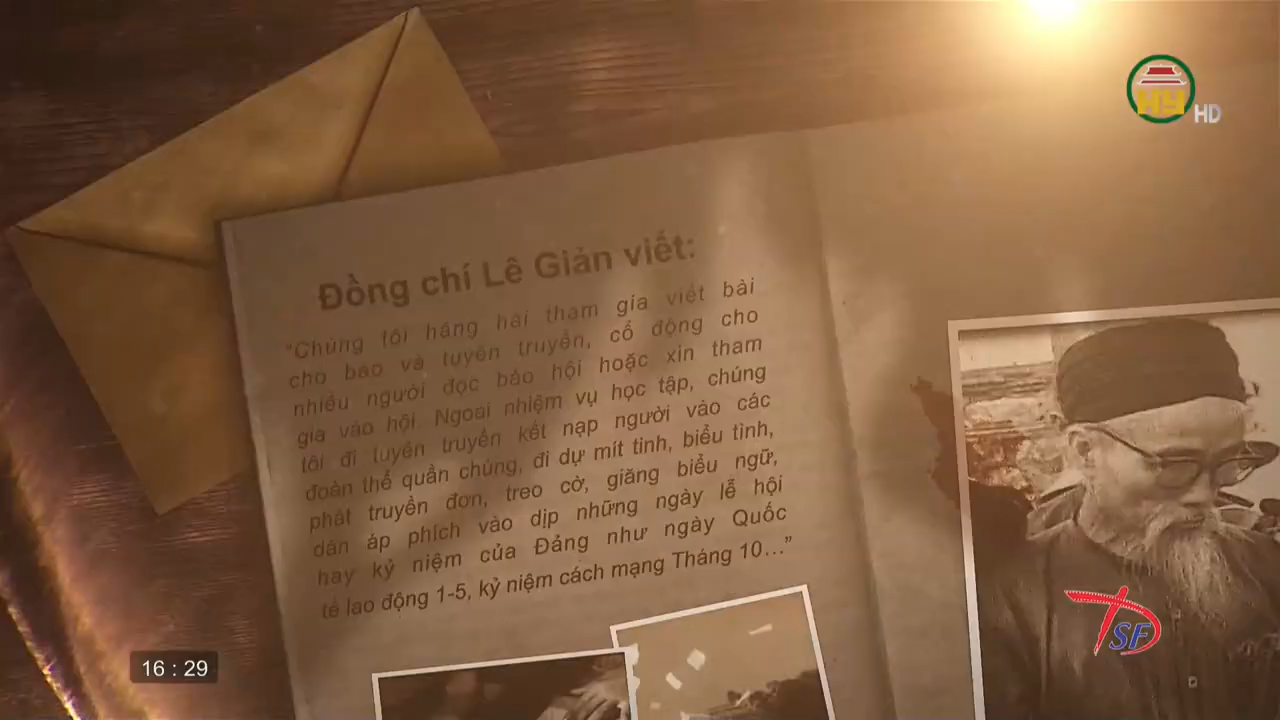 HY HD
Đồng chí Lê Giản viết:
“Chúng tôi hăng hái tham gia viết bài
cho báo và tuyên truyền, cổ động cho
nhiều người đọc báo hội hoặc xin tham
gia vào hội. Ngoài nhiệm vụ học tập, chúng
tôi đi tuyên truyền kết nạp người vào các
đoàn thể quần chúng, đi dự mít tinh, biểu tình,
phát truyền đơn, treo cờ, giăng biểu ngữ,
dán áp phích vào dịp những ngày lễ hội
hay kỷ niệm của Đảng như ngày Quốc
tế lao động 1-5, kỷ niệm cách mạng Tháng 10...”
TSF
16 : 29